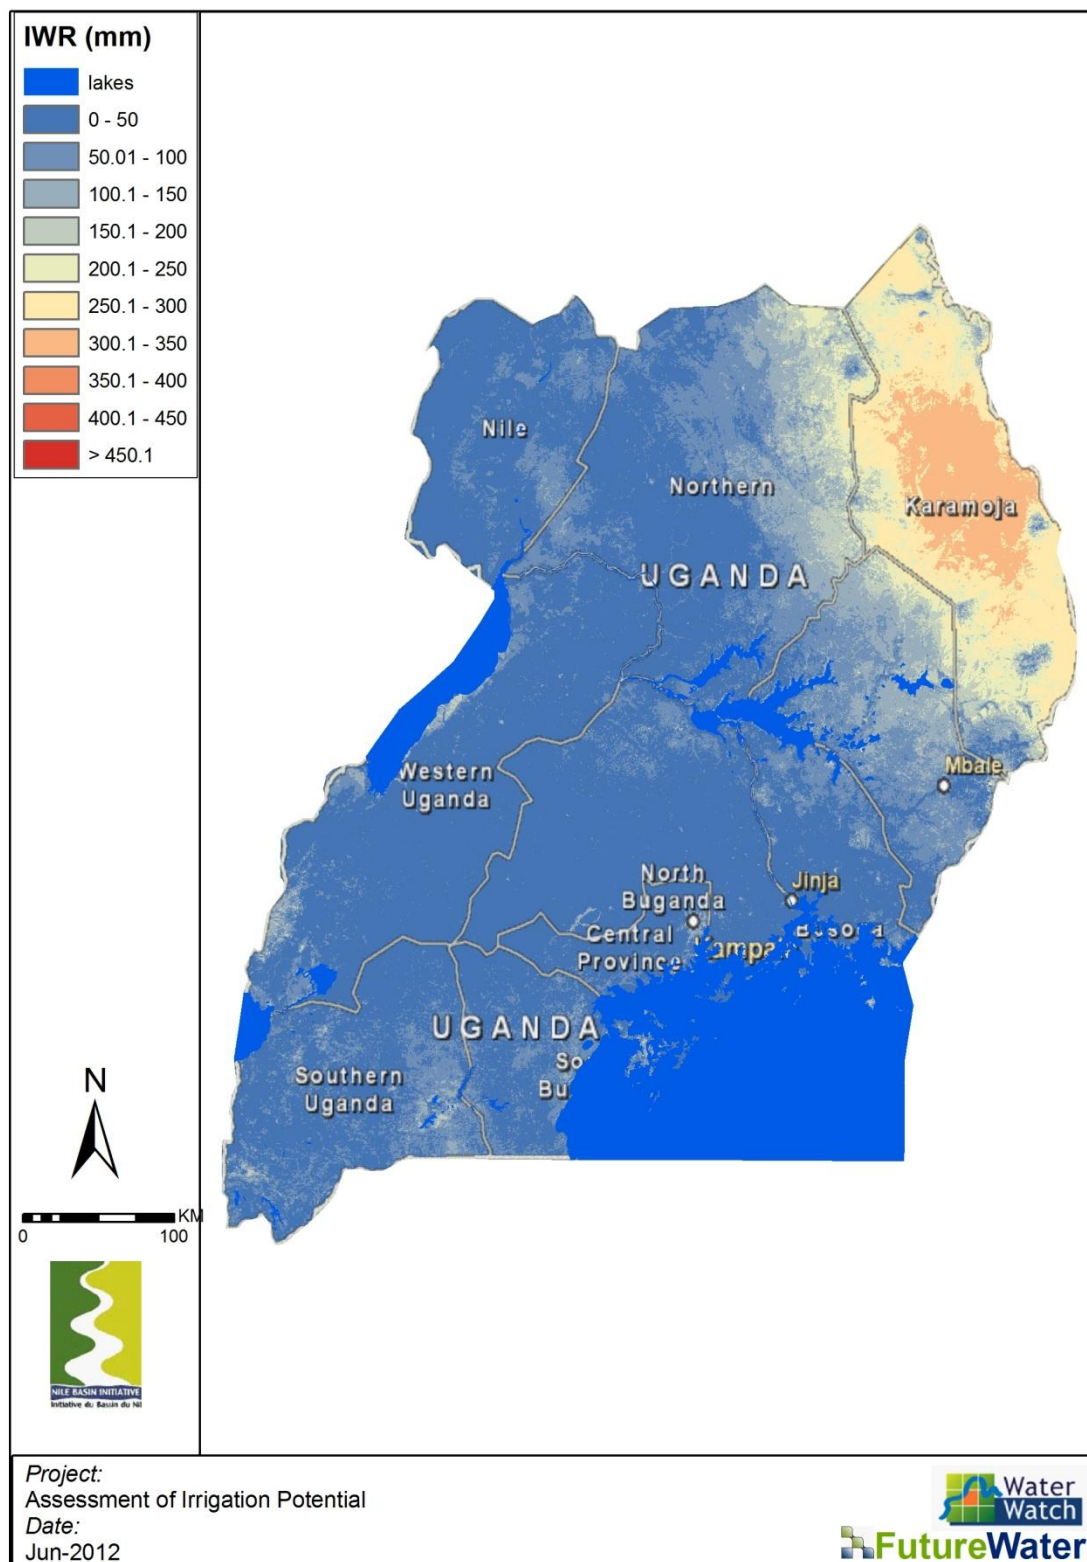 IWR (mm)
lakes
0 - 50
50.01 - 100
100.1 - 150
150.1 - 200
200.1 - 250
250.1 - 300
300.1 - 350
350.1 - 400
400.1 - 450
> 450.1
Nile
Northern
Karamoja
UGANDA
Western
Uganda
Mbale
North
Buganda
Jinja
Central
Province
Kampa
UGANDA
So
Bu
Southern
Uganda
N
KM
0 100
NILE BASIN INITIATIVE
Initiative du Bassin du Nil
Project:
Assessment of Irrigation Potential
Date:
Jun-2012
Water
Watch
FutureWater